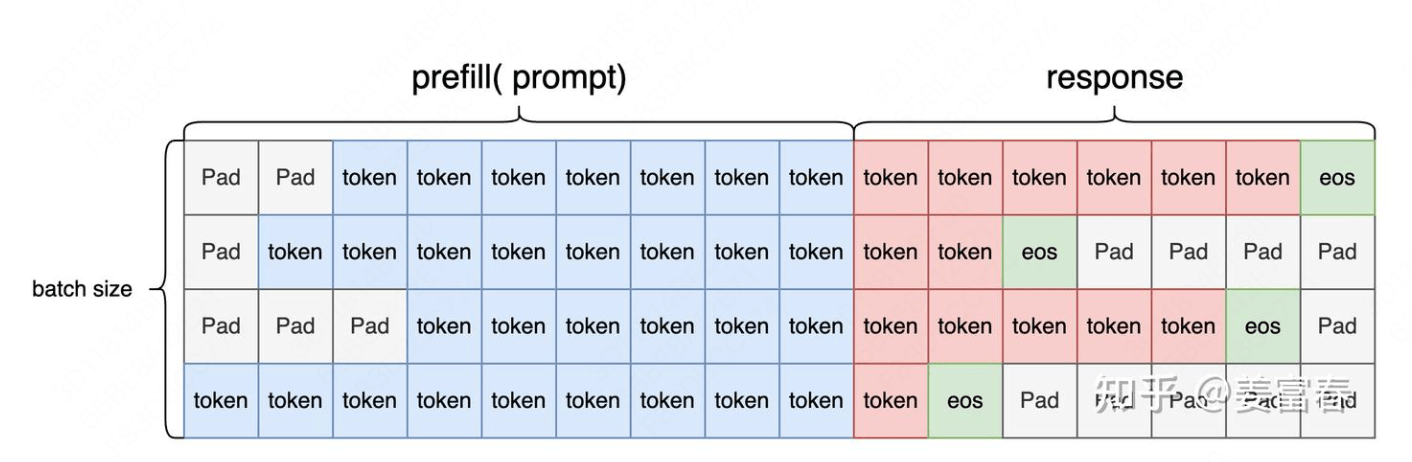 prefill( prompt) response
Pad Pad token token token token token token token token token token token token token eos
Pad token token token token token token token token token token eos Pad Pad Pad Pad
batch size
Pad Pad Pad token token token token token token token token token token token eos Pad
token token token token token token token token token token eos Pad Pad Pad Pad Pad
知乎 @姜富春